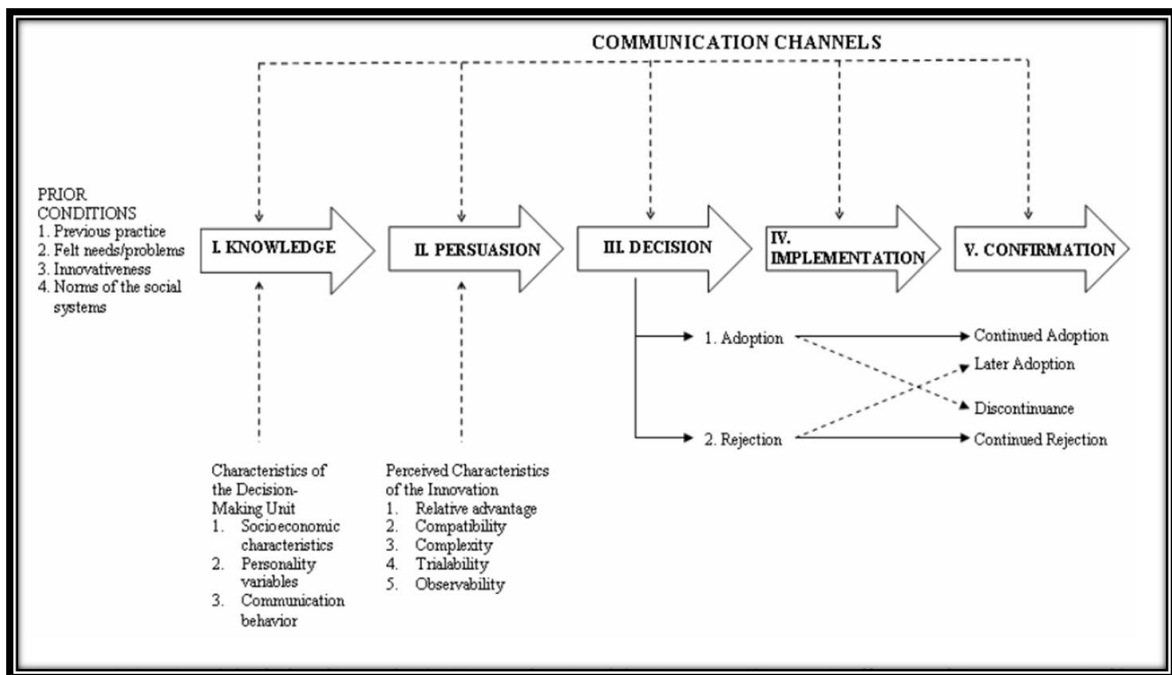 COMMUNICATION CHANNELS
PRIOR
CONDITIONS
1. Previous practice
2. Felt needs/problems
3. Innovativeness
4. Norms of the social
systems
I. KNOWLEDGE
II. PERSUASION
III. DECISION
IV.
IMPLEMENTATION
V. CONFIRMATION
1. Adoption
Continued Adoption
Later Adoption
Discontinuance
2. Rejection
Continued Rejection
Characteristics of
the Decision-
Making Unit
1. Socioeconomic
characteristics
2. Personality
variables
3. Communication
behavior
Perceived Characteristics
of the Innovation
1. Relative advantage
2. Compatibility
3. Complexity
4. Trialability
5. Observability